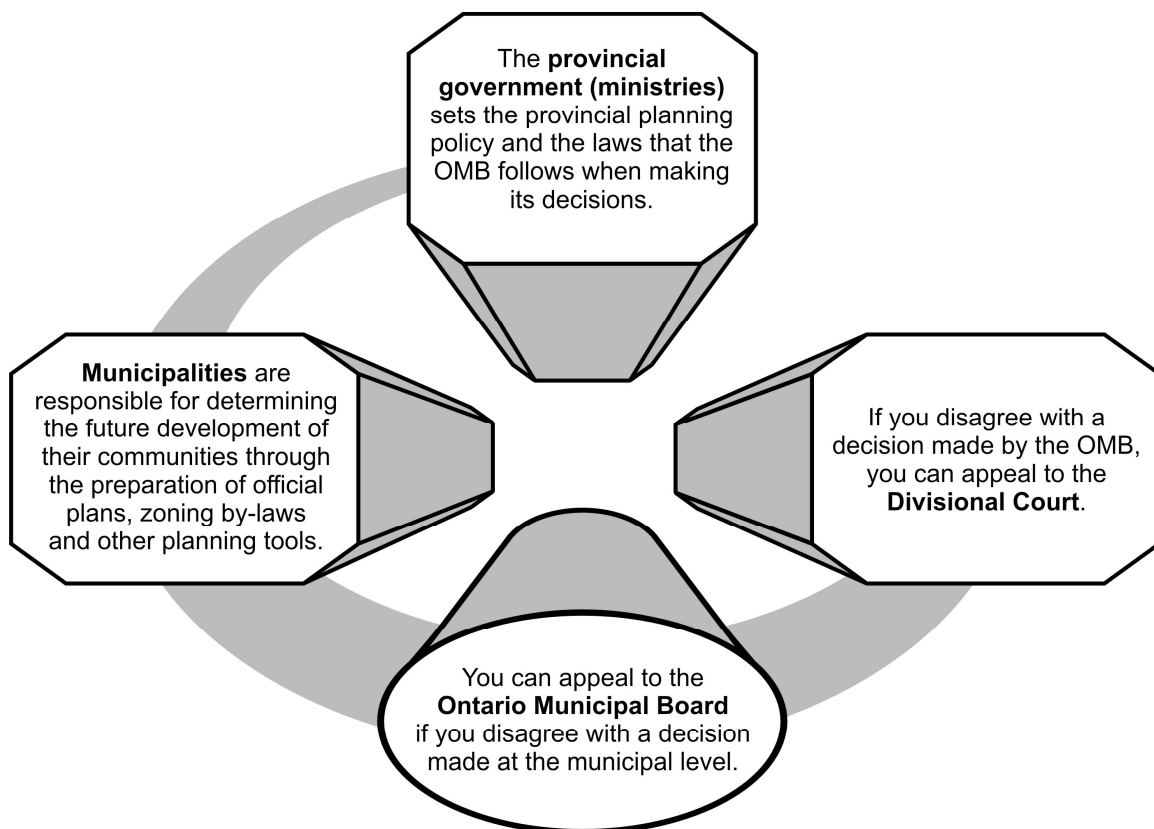 The provincial
government (ministries)
sets the provincial planning
policy and the laws that the
OMB follows when making
its decisions.
Municipalities are
responsible for determining
the future development of
their communities through
the preparation of official
plans, zoning by-laws
and other planning tools.
If you disagree with a
decision made by the OMB,
you can appeal to the
Divisional Court.
You can appeal to the
Ontario Municipal Board
if you disagree with a decision
made at the municipal level.